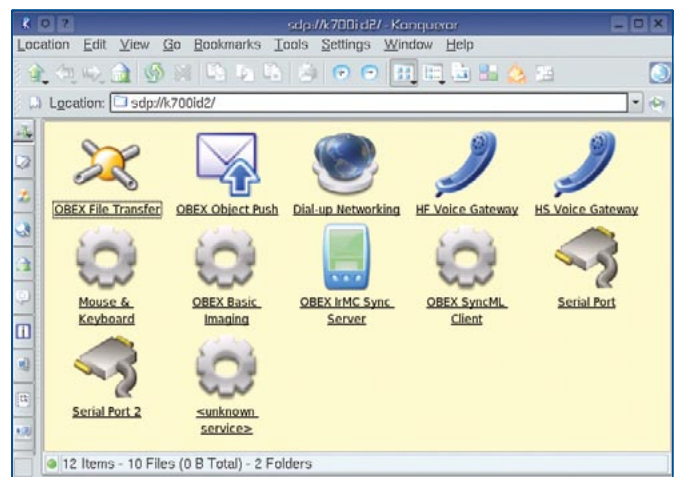 sdp://k700id2/ - Konqueror
Location Edit View Go Bookmarks Tools Settings Window Help
Location: sdp://k700id2/
OBEX File Transfer
OBEX Object Push
Dial-up Networking
HF Voice Gateway
HS Voice Gateway
Mouse &
Keyboard
OBEX Basic
Imaging
OBEX IrMC Sync
Server
OBEX SyncML
Client
Serial Port
Serial Port 2
<unknown
service>
12 Items - 10 Files (0 B Total) - 2 Folders